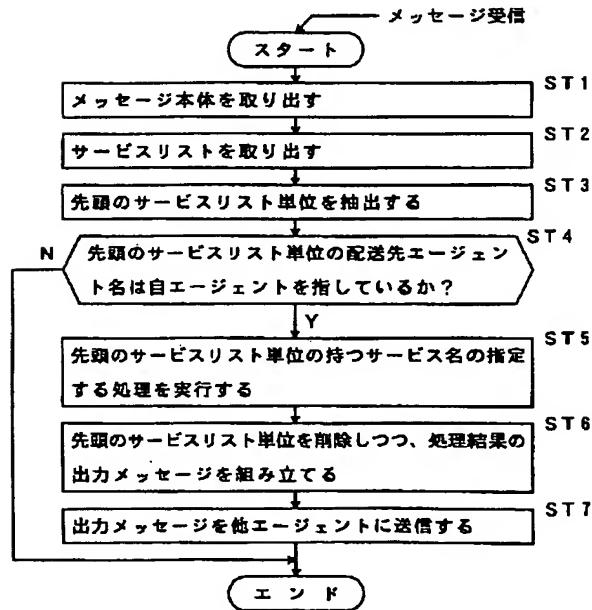 メッセージ受信
スタート
ST1
メッセージ本体を取り出す
ST2
サービスリストを取り出す
ST3
先頭のサービスリスト単位を抽出する
ST4
N
先頭のサービスリスト単位の配送先エージェン
ト名は自エージェントを指しているか?
Y
ST5
先頭のサービスリスト単位の持つサービス名の指定
する処理を実行する
ST6
先頭のサービスリスト単位を削除しつつ、処理結果の
出力メッセージを組み立てる
ST7
出力メッセージを他エージェントに送信する
エンド